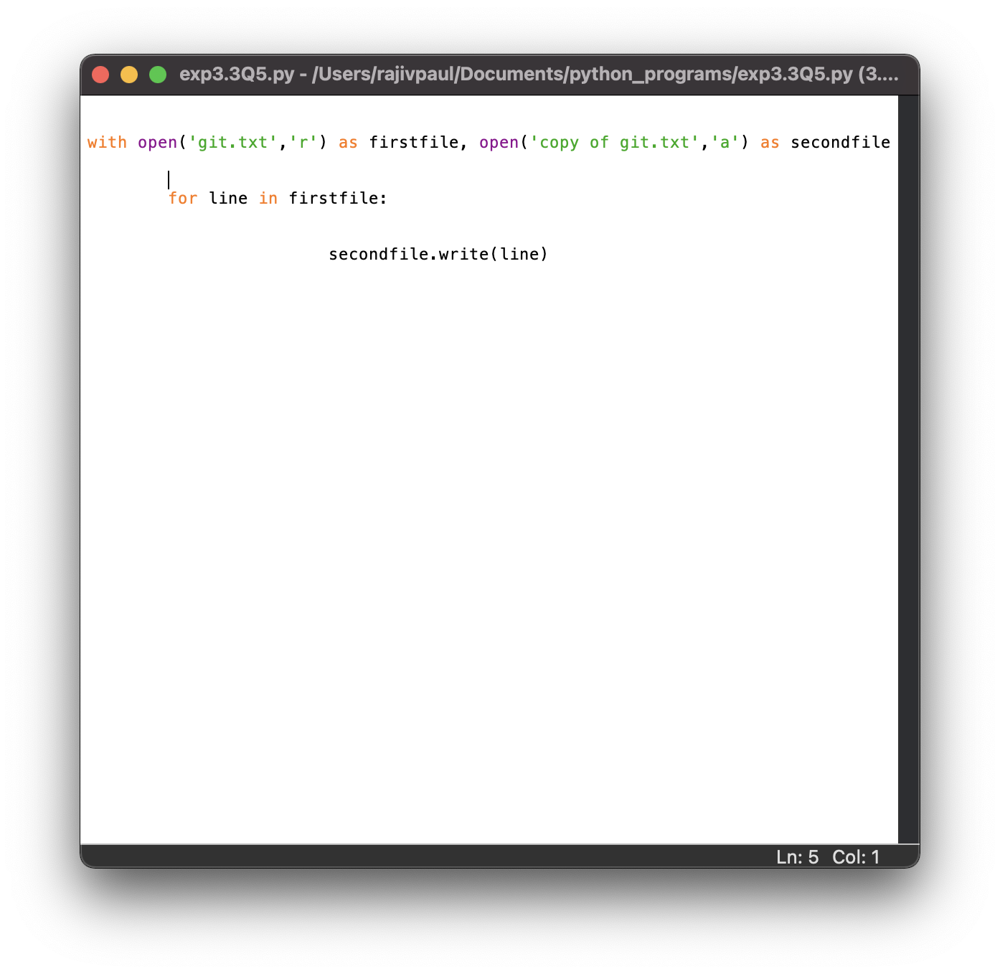 exp3.3Q5.py - /Users/rajivpaul/Documents/python_programs/exp3.3Q5.py (3....
with open('git.txt','r') as firstfile, open('copy of git.txt','a') as secondfile
for line in firstfile:
secondfile.write(line)
Ln: 5 Col: 1